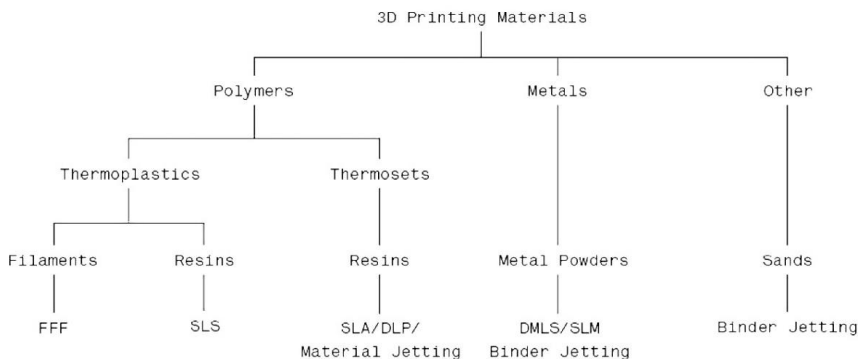 3D Printing Materials
Polymers Metals Other
Thermoplastics Thermosets
Filaments Resins Resins Metal Powders Sands
FFF SLS SLA/DLP/ DMLS/SLM Binder Jetting
Material Jetting Binder Jetting